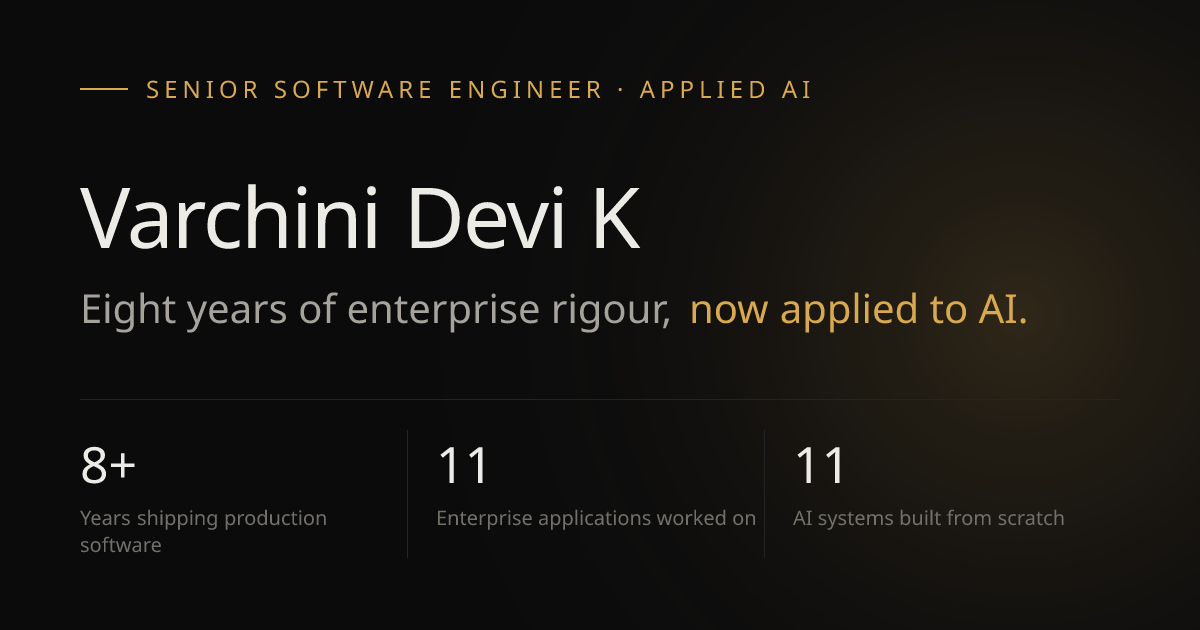 SENIOR SOFTWARE ENGINEER · APPLIED AI
Varchini Devi K
Eight years of enterprise rigour, now applied to AI.
8+
Years shipping production
software
11
Enterprise applications worked on
11
AI systems built from scratch